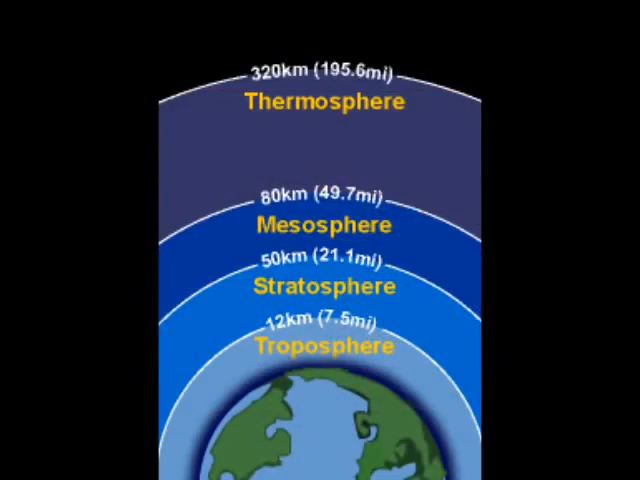 320km (195.6mi)
Thermosphere
80km (49.7mi)
Mesosphere
50km (21.1mi)
Stratosphere
12km (7.5mi)
Troposphere